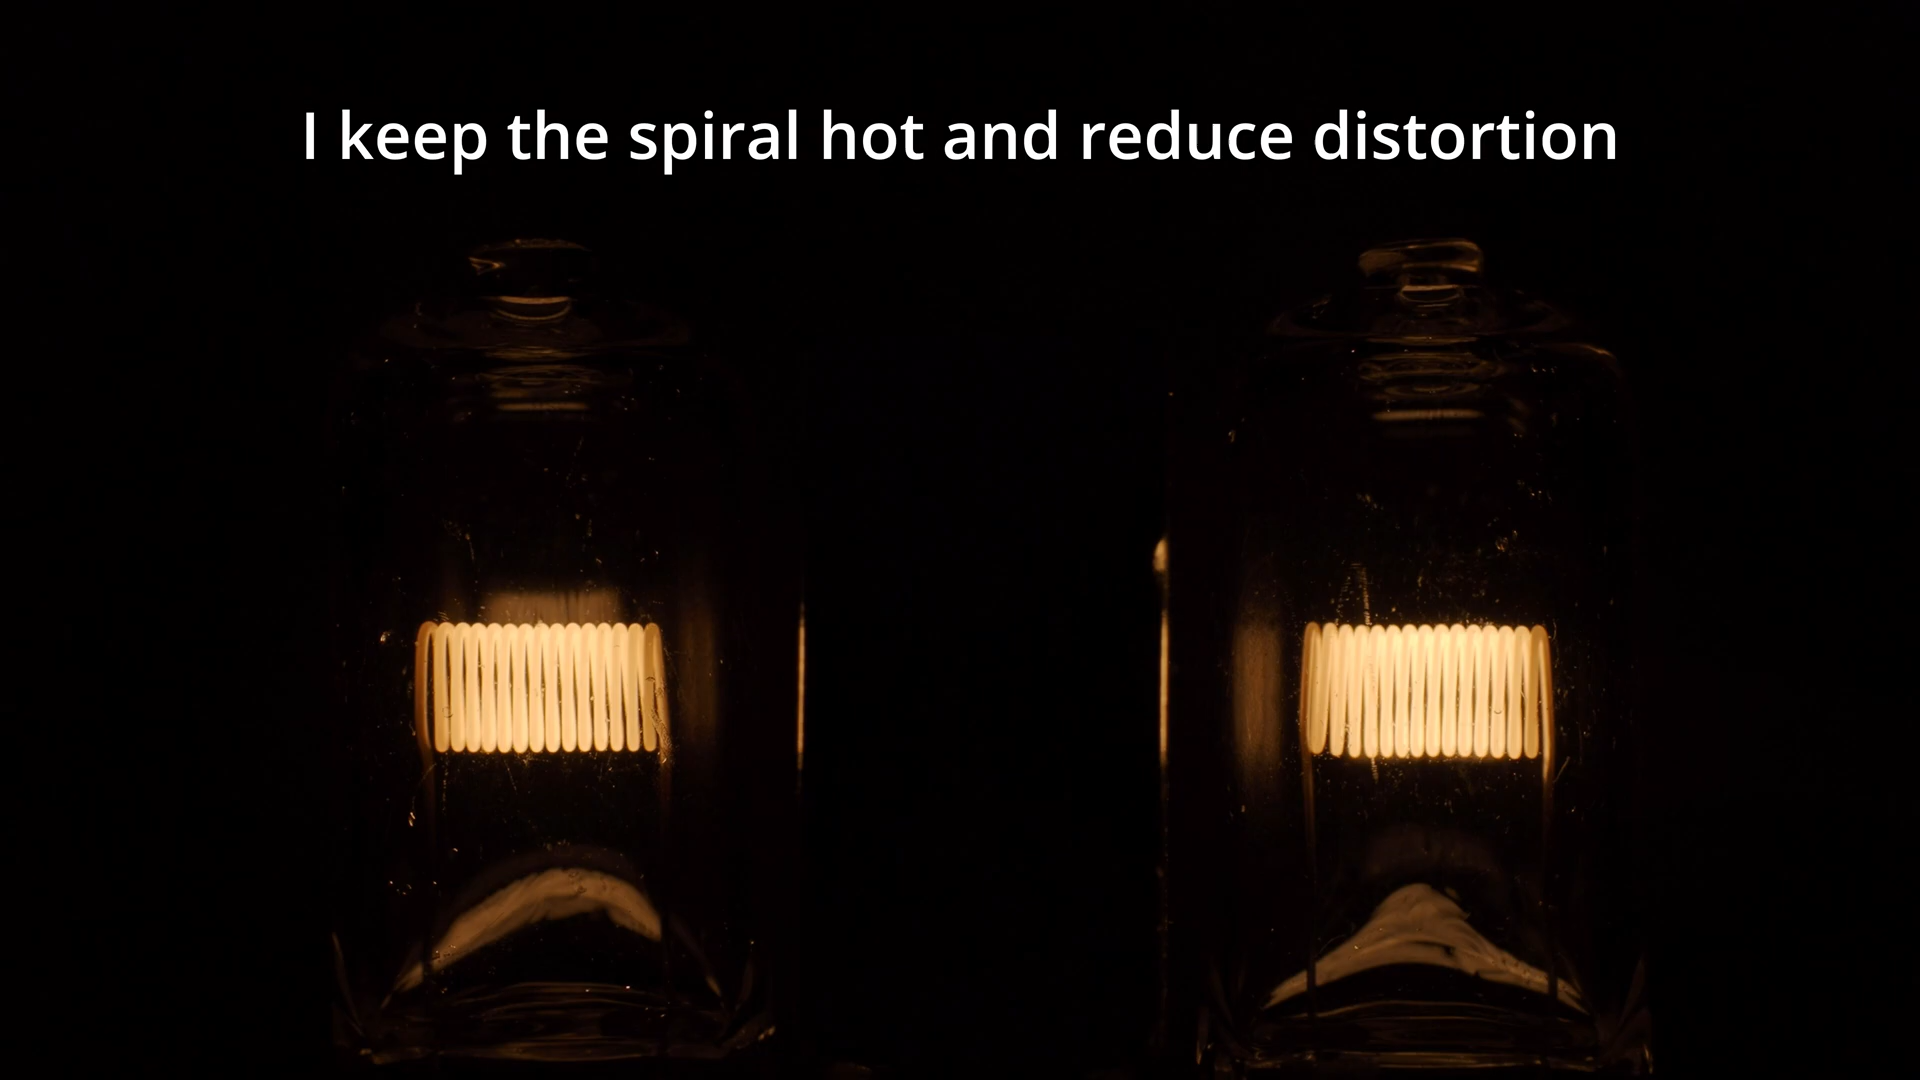 I keep the spiral hot and reduce distortion